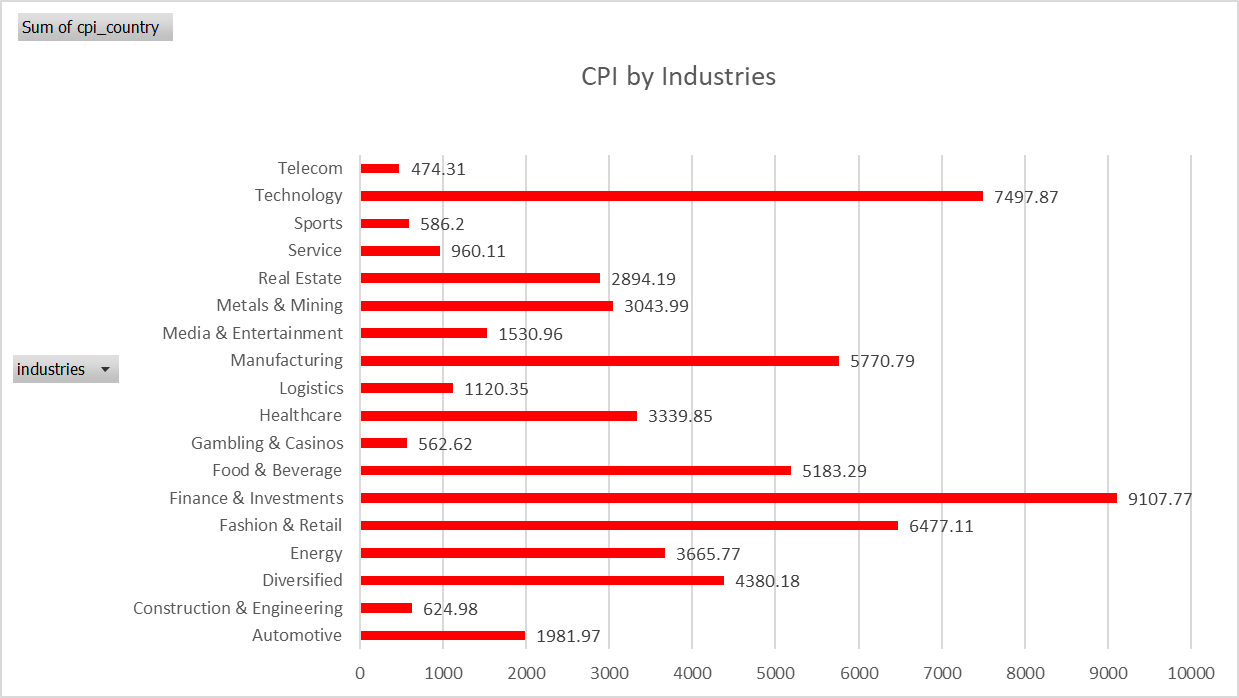 Sum of cpi_country
CPI by Industries
Telecom 474.31
Technology 7497.87
Sports 586.2
Service 960.11
Real Estate 2894.19
Metals & Mining 3043.99
Media & Entertainment 1530.96
Manufacturing 5770.79
industries
Logistics 1120.35
Healthcare 3339.85
Gambling & Casinos 562.62
Food & Beverage 5183.29
Finance & Investments 9107.77
Fashion & Retail 6477.11
Energy 3665.77
Diversified 4380.18
Construction & Engineering 624.98
Automotive 1981.97
0 1000 2000 3000 4000 5000 6000 7000 8000 9000 10000